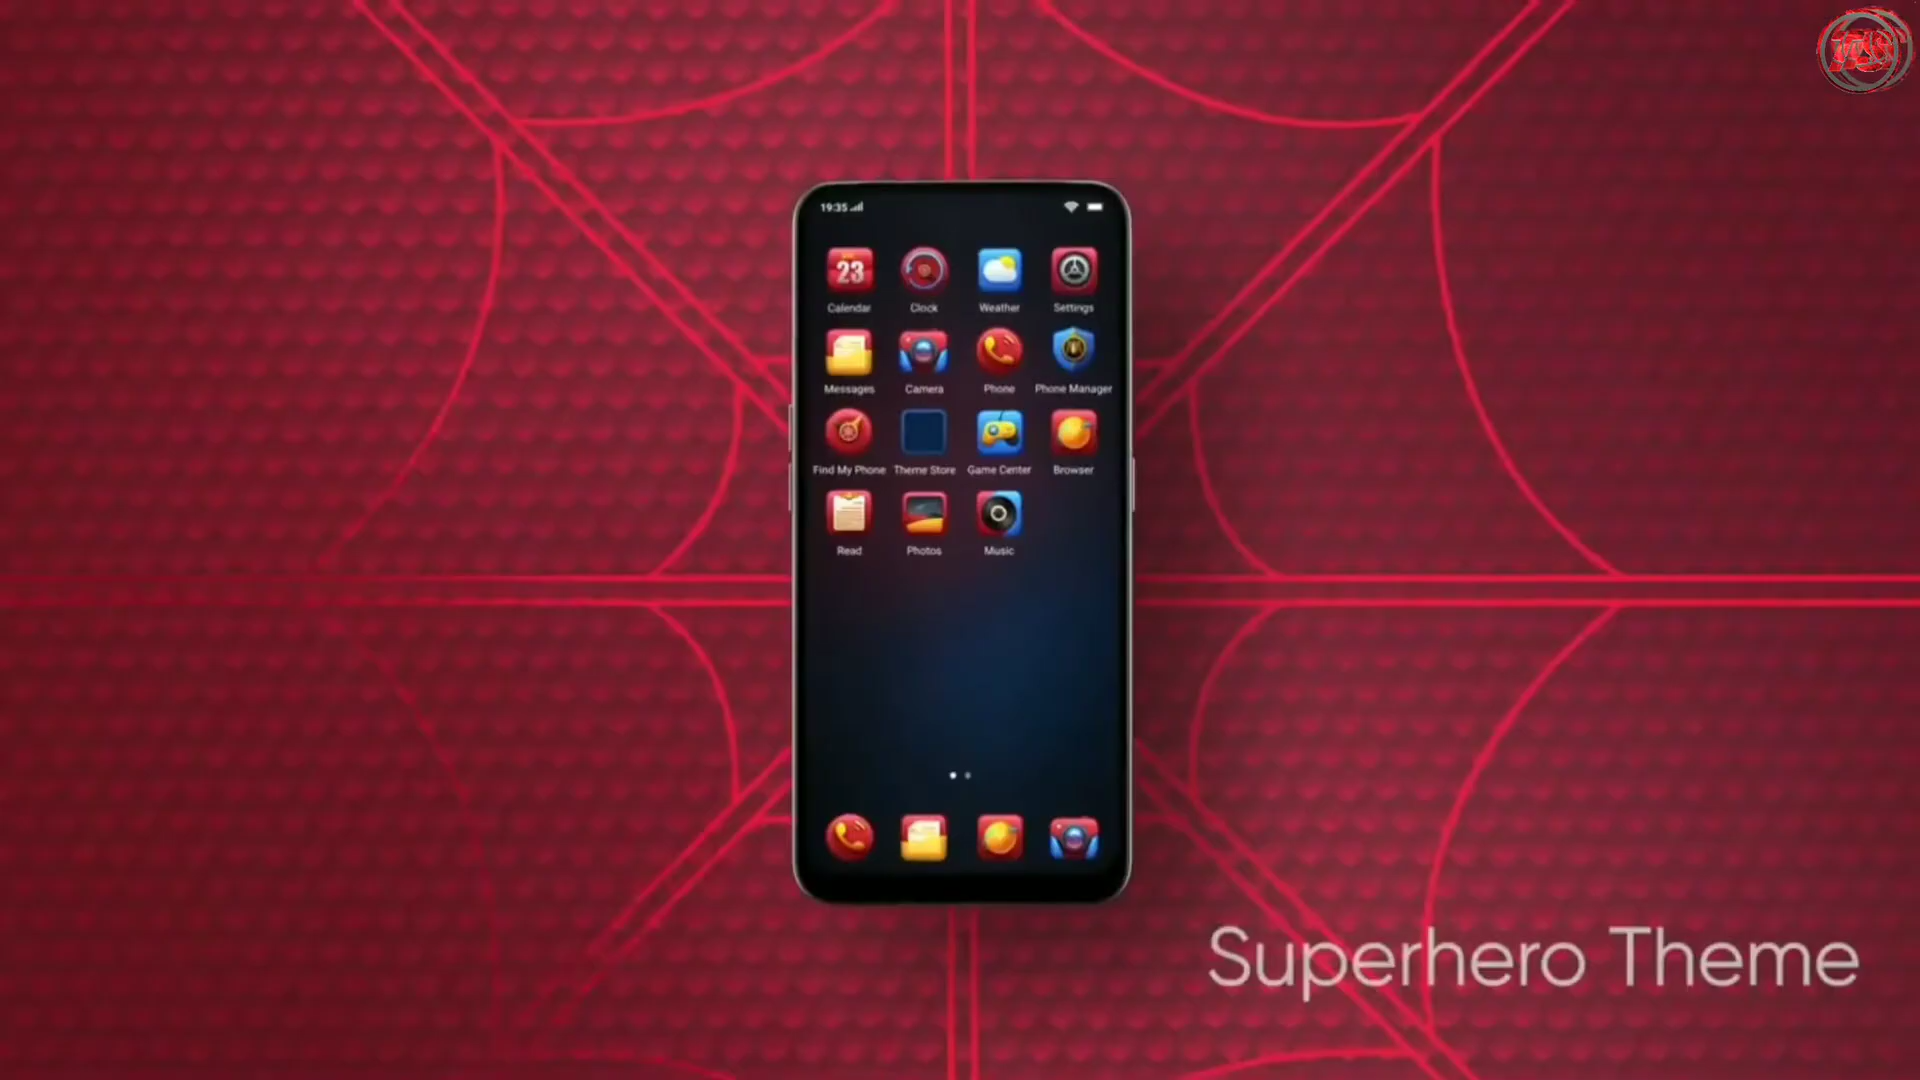 19:35
23
Calendar Clock Weather Settings
Messages Camera Phone Phone Manager
Find My Phone Theme Store Game Center Browser
Read Photos Music
Superhero Theme